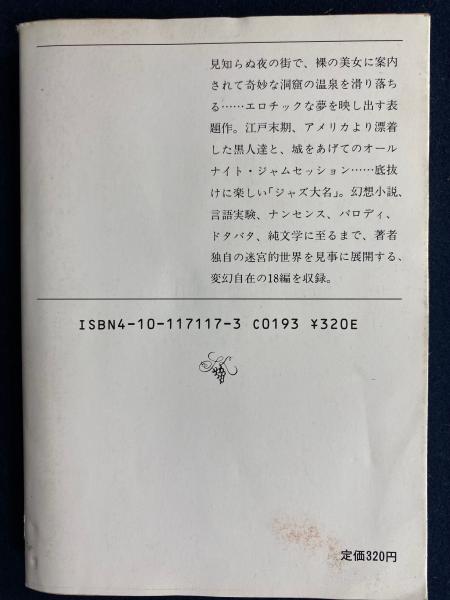 見知らぬ夜の街で、裸の美女に案内
されて奇妙な洞窟の温泉を滑り落ち
る……エロチックな夢を映し出す表
題作。江戸末期、アメリカより漂着
した黒人達と、城をあげてのオール
ナイト・ジャムセッション……底抜
けに楽しい「ジャズ大名」。幻想小説、
言語実験、ナンセンス、パロディ、
ドタバタ、純文学に至るまで、著者
独自の迷宮的世界を見事に展開する、
変幻自在の18編を収録。
ISBN4-10-117117-3 C0193 ¥320E
定価320円